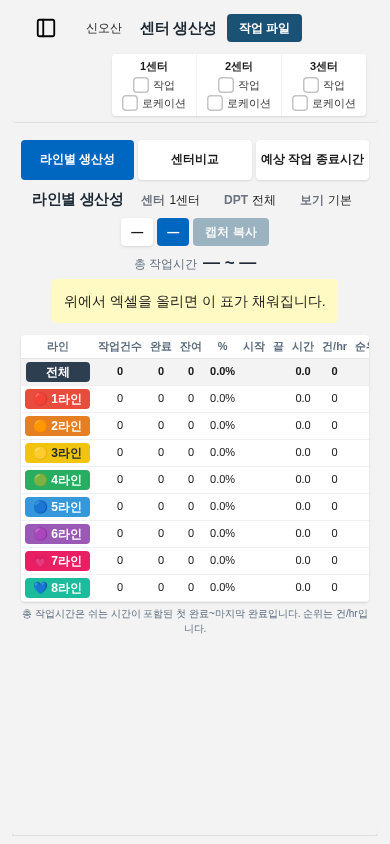 신오산 센터 생산성 작업 파일
1센터 2센터 3센터
작업 작업 작업
로케이션 로케이션 로케이션
라인별 생산성 센터비교 예상 작업 종료시간
라인별 생산성 센터 1센터 DPT 전체 보기 기본
— — 캡처 복사
총 작업시간 — ~ —
위에서 엑셀을 올리면 이 표가 채워집니다.
라인 작업건수 완료 잔여 % 시작 끝 시간 건/hr
전체 0 0 0 0.0% 0.0 0
1라인 0 0 0 0.0% 0.0 0
2라인 0 0 0 0.0% 0.0 0
3라인 0 0 0 0.0% 0.0 0
4라인 0 0 0 0.0% 0.0 0
5라인 0 0 0 0.0% 0.0 0
6라인 0 0 0 0.0% 0.0 0
7라인 0 0 0 0.0% 0.0 0
8라인 0 0 0 0.0% 0.0 0
총 작업시간은 쉬는 시간이 포함된 첫 완료~마지막 완료입니다. 순위는 건/hr입
니다.